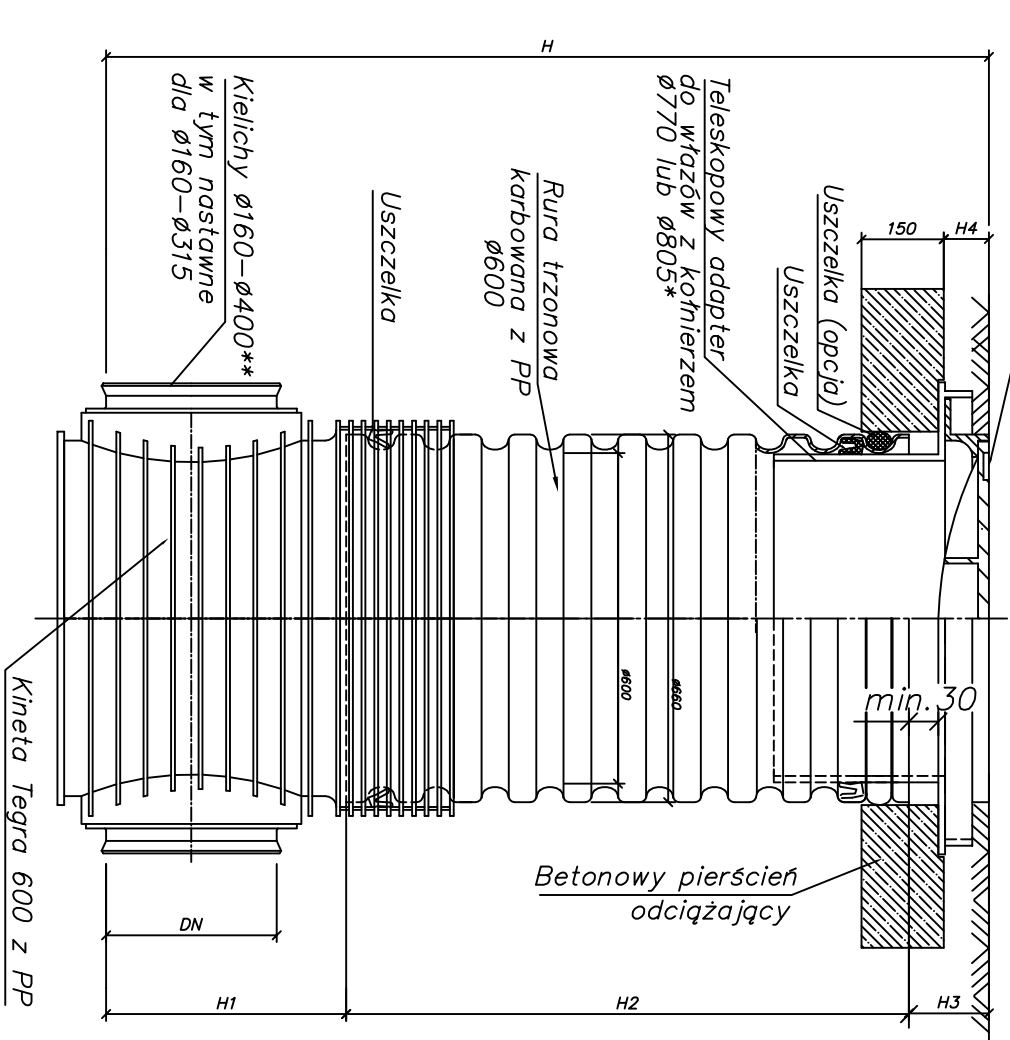 H
Kielichy ø160-ø400**
w tym nastawne
dla ø160-ø315
Uszczelka
Rura trzonowa
karbowana z PP
ø600
Teleskopowy adapter
do włazów z kołnierzem
ø770 lub ø805*
Uszczelka (opcja)
Uszczelka
150
H4
ø600
ø660
min. 30
Betonowy pierścień
odciążający
Kineta Tegra 600 z PP
DN
H1
H2
H3